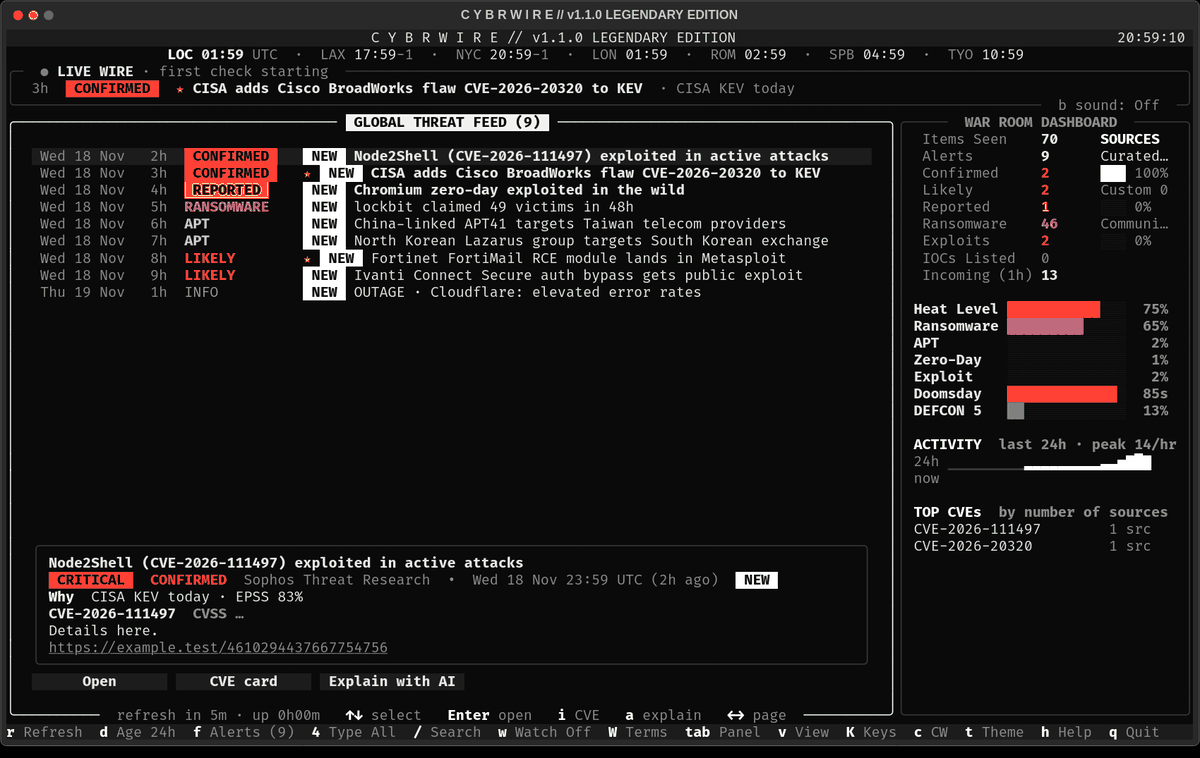 C Y B R W I R E // v1.1.0 LEGENDARY EDITION
C Y B R W I R E // v1.1.0 LEGENDARY EDITION 20:59:10
LOC 01:59 UTC · LAX 17:59-1 · NYC 20:59-1 · LON 01:59 · ROM 02:59 · SPB 04:59 · TYO 10:59
● LIVE WIRE · first check starting
3h CONFIRMED ★ CISA adds Cisco BroadWorks flaw CVE-2026-20320 to KEV · CISA KEV today
b sound: Off
GLOBAL THREAT FEED (9)
Wed 18 Nov 2h CONFIRMED NEW Node2Shell (CVE-2026-111497) exploited in active attacks
Wed 18 Nov 3h CONFIRMED ★ NEW CISA adds Cisco BroadWorks flaw CVE-2026-20320 to KEV
Wed 18 Nov 4h REPORTED NEW Chromium zero-day exploited in the wild
Wed 18 Nov 5h RANSOMWARE NEW lockbit claimed 49 victims in 48h
Wed 18 Nov 6h APT NEW China-linked APT41 targets Taiwan telecom providers
Wed 18 Nov 7h APT NEW North Korean Lazarus group targets South Korean exchange
Wed 18 Nov 8h LIKELY ★ NEW Fortinet FortiMail RCE module lands in Metasploit
Wed 18 Nov 9h LIKELY NEW Ivanti Connect Secure auth bypass gets public exploit
Thu 19 Nov 1h INFO NEW OUTAGE · Cloudflare: elevated error rates
Node2Shell (CVE-2026-111497) exploited in active attacks
CRITICAL CONFIRMED Sophos Threat Research • Wed 18 Nov 23:59 UTC (2h ago) NEW
Why CISA KEV today · EPSS 83%
CVE-2026-111497 CVSS …
Details here.
https://example.test/4610294437667754756
Open CVE card Explain with AI
refresh in 5m · up 0h00m ↑↓ select Enter open i CVE a explain ↔ page
WAR ROOM DASHBOARD
Items Seen 70 SOURCES
Alerts 9 Curated…
Confirmed 2 100%
Likely 2 Custom 0
Reported 1 0%
Ransomware 46 Communi…
Exploits 2 0%
IOCs Listed 0
Incoming (1h) 13
Heat Level 75%
Ransomware 65%
APT 2%
Zero-Day 1%
Exploit 2%
Doomsday 85s
DEFCON 5 13%
ACTIVITY last 24h · peak 14/hr
24h
now
TOP CVEs by number of sources
CVE-2026-111497 1 src
CVE-2026-20320 1 src
r Refresh d Age 24h f Alerts (9) 4 Type All / Search w Watch Off W Terms tab Panel v View K Keys c CW t Theme h Help q Quit